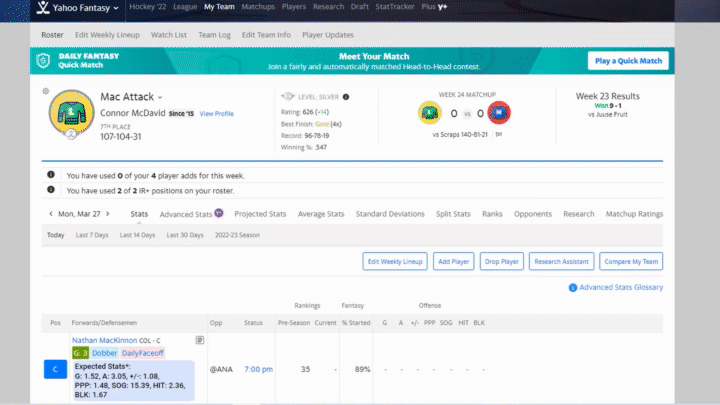 Yahoo Fantasy Hockey '22 League My Team Matchups Players Research Draft StatTracker Plus y+
Roster Edit Weekly Lineup Watch List Team Log Edit Team Info Player Updates
DAILY FANTASY
Quick Match
Meet Your Match
Join a fairly and automatically matched Head-to-Head contest.
Play a Quick Match
Mac Attack
Connor McDavid Since '15 View Profile
7TH PLACE
107-104-31
LEVEL: SILVER
Rating: 626 (+14)
Best Finish: Gold (4x)
Record: 96-78-19
Winning %: .547
WEEK 24 MATCHUP
0 vs 0
vs Scraps 140-81-21 1st
Week 23 Results
Won 9 - 1
vs Juuse Fruit
You have used 0 of your 4 player adds for this week.
You have used 2 of 2 IR+ positions on your roster.
< Mon, Mar 27 > Stats Advanced Stats Projected Stats Average Stats Standard Deviations Split Stats Ranks Opponents Research Matchup Ratings
Today Last 7 Days Last 14 Days Last 30 Days 2022-23 Season
Edit Weekly Lineup Add Player Drop Player Research Assistant Compare My Team
Advanced Stats Glossary
Rankings Fantasy Offense
Pos Forwards/Defensemen Opp Status Pre-Season Current % Started G A +/- PPP SOG HIT BLK
Nathan MacKinnon COL - C
G: 3 Dobber DailyFaceoff
Expected Stats*:
C G: 1.52, A: 3.05, +/-: 1.08, @ANA 7:00 pm 35 - 89% - - - - - - -
PPP: 1.48, SOG: 15.39, HIT: 2.36,
BLK: 1.67